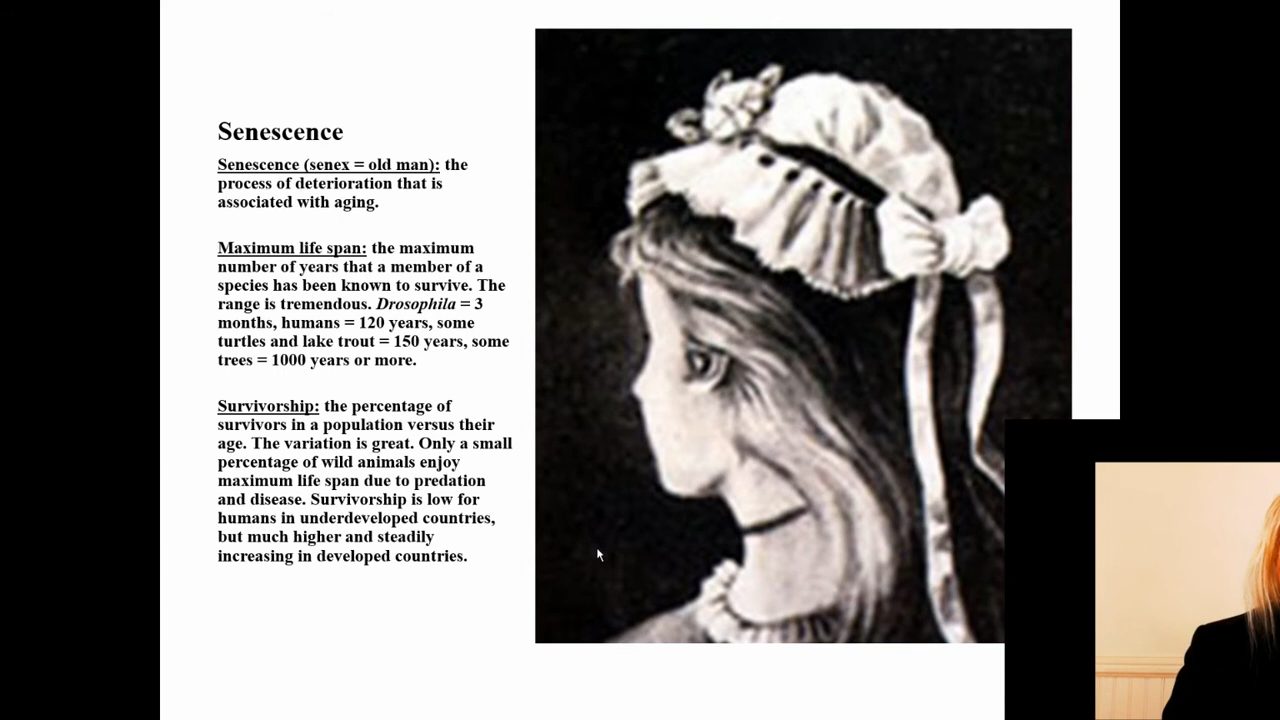 Senescence
Senescence (senex = old man): the
process of deterioration that is
associated with aging.
Maximum life span: the maximum
number of years that a member of a
species has been known to survive. The
range is tremendous. Drosophila = 3
months, humans = 120 years, some
turtles and lake trout = 150 years, some
trees = 1000 years or more.
Survivorship: the percentage of
survivors in a population versus their
age. The variation is great. Only a small
percentage of wild animals enjoy
maximum life span due to predation
and disease. Survivorship is low for
humans in underdeveloped countries,
but much higher and steadily
increasing in developed countries.